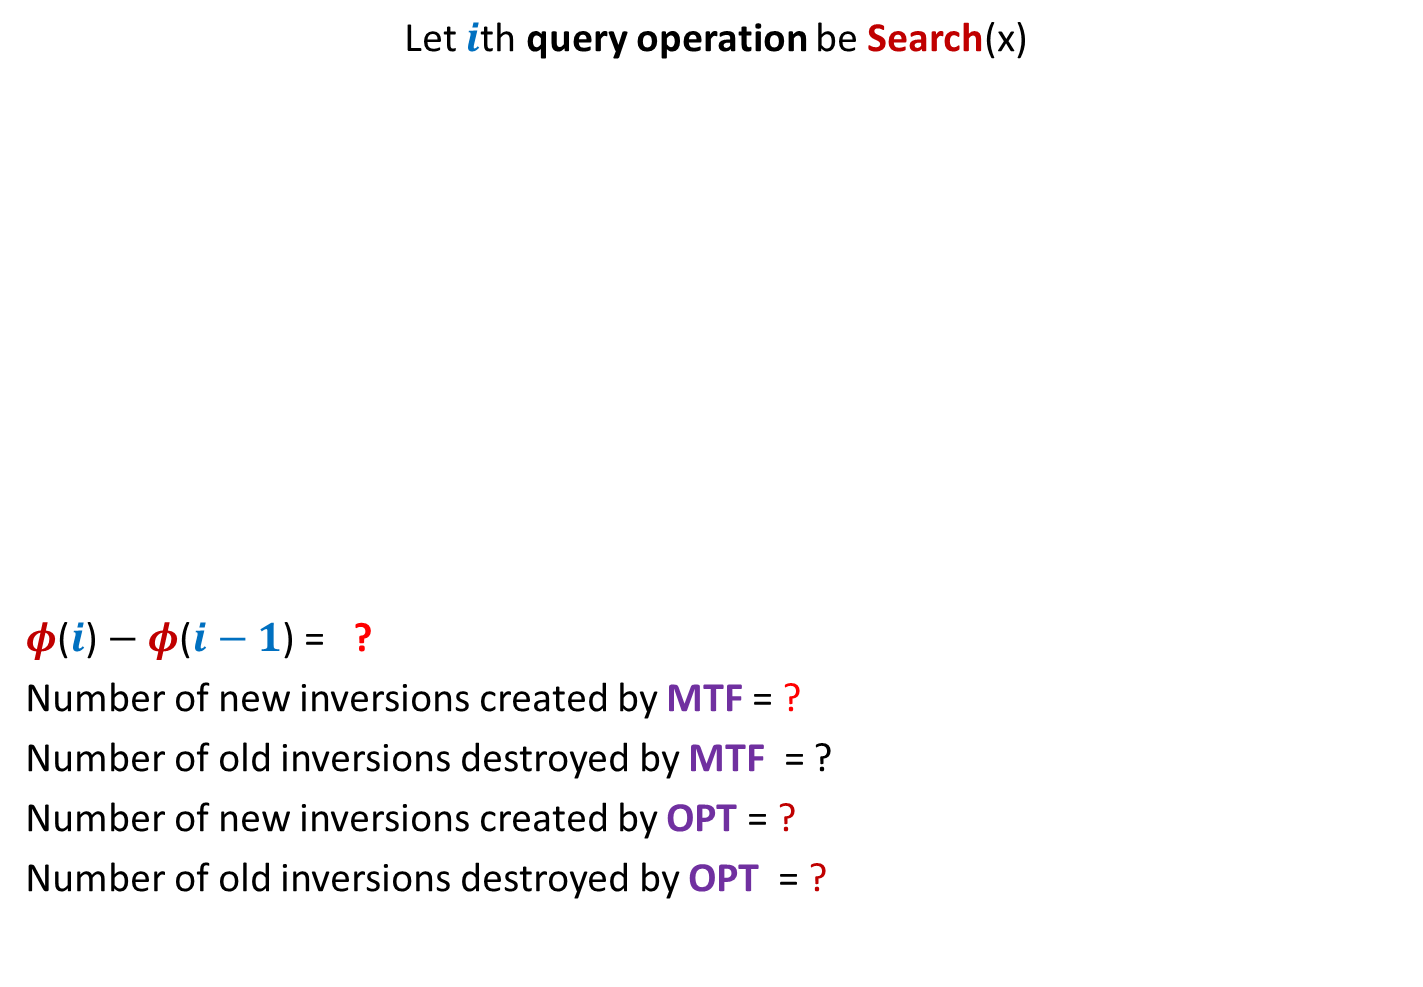 Let 𝒊th query operation be Search(x)
𝝓(𝒊) − 𝝓(𝒊 − 𝟏) = ?
Number of new inversions created by MTF = ?
Number of old inversions destroyed by MTF = ?
Number of new inversions created by OPT = ?
Number of old inversions destroyed by OPT = ?